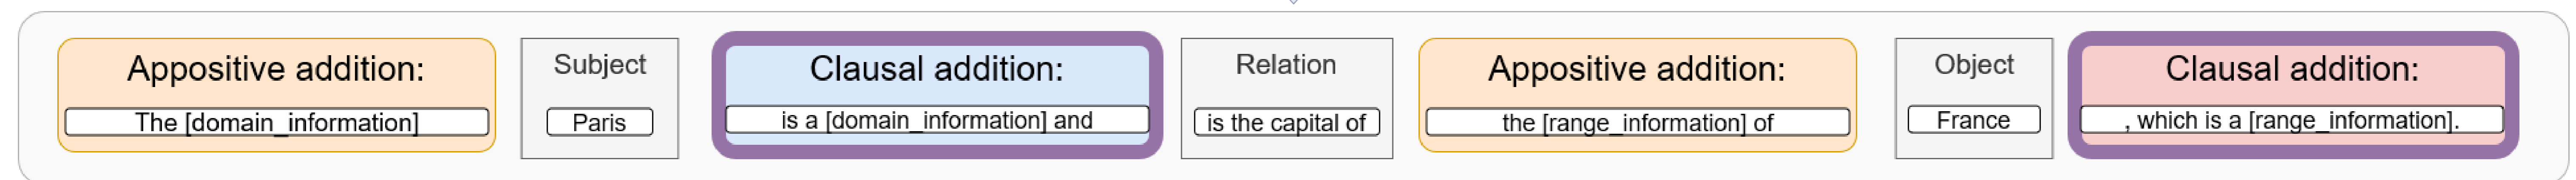 Appositive addition:
The [domain_information]
Subject
Paris
Clausal addition:
is a [domain_information] and
Relation
is the capital of
Appositive addition:
the [range_information] of
Object
France
Clausal addition:
, which is a [range_information].